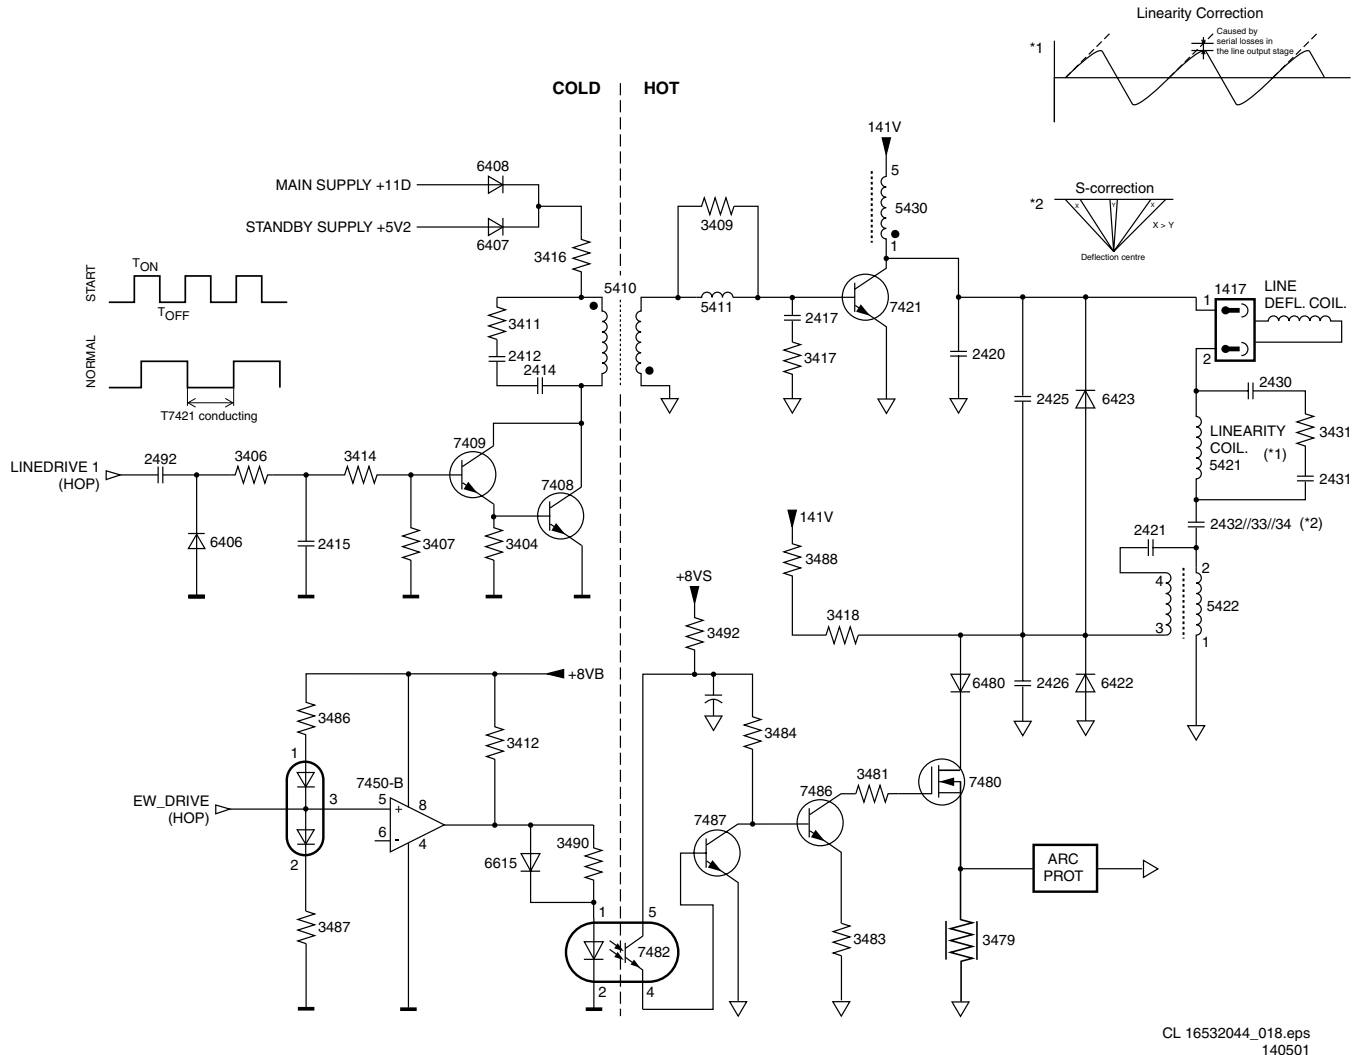 Linearity Correction
*1
Caused by
serial losses in
the line output stage
COLD
HOT
141V
5
5430
1
S-correction
*2
X
Y
X
X > Y
Deflection centre
6408
MAIN SUPPLY +11D
STANDBY SUPPLY +5V2
6407
3416
3409
5410
5411
7421
START
TON
TOFF
NORMAL
T7421 conducting
3411
2412
2414
2417
3417
2420
2425
6423
1417
1
2
LINE
DEFL. COIL.
2430
3431
LINEARITY
COIL. (*1)
5421
2431
LINEDRIVE 1
(HOP)
2492
3406
3414
7409
7408
6406
2415
3407
3404
141V
3488
3418
2432//33//34 (*2)
2421
4
2
5422
3
1
+8VS
3492
+8VB
3486
3412
3484
6480
2426
6422
1
EW_DRIVE
(HOP)
3
2
3487
7450-B
5
+
8
6
-
4
6615
3490
7487
7486
3481
7480
ARC
PROT
1
5
7482
2
4
3483
3479
CL 16532044_018.eps
140501